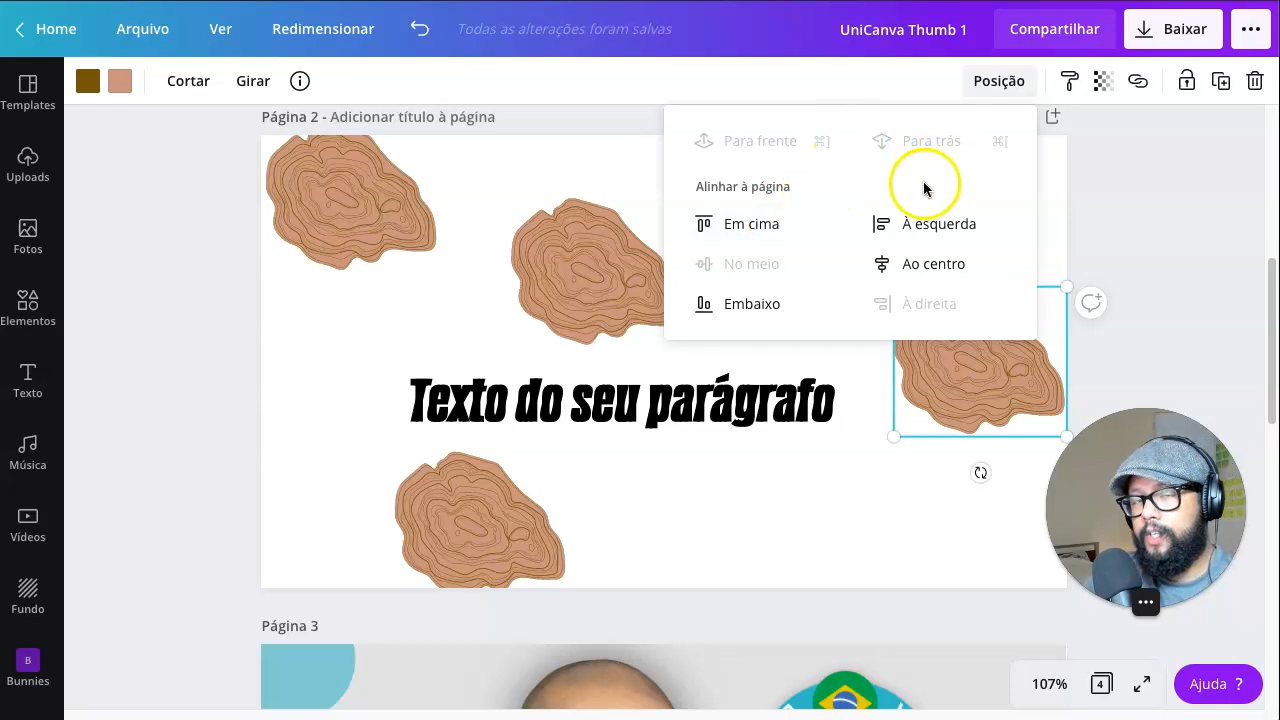 Home Arquivo Ver Redimensionar Todas as alterações foram salvas UniCanva Thumb 1 Compartilhar Baixar
Cortar Girar Posição
Templates
Uploads
Fotos
Elementos
Texto
Música
Vídeos
Fundo
B
Bunnies
Página 2 - Adicionar título à página
Para frente ⌘] Para trás ⌘[
Alinhar à página
Em cima À esquerda
No meio Ao centro
Embaixo À direita
Texto do seu parágrafo
Página 3
107% 4 Ajuda ?